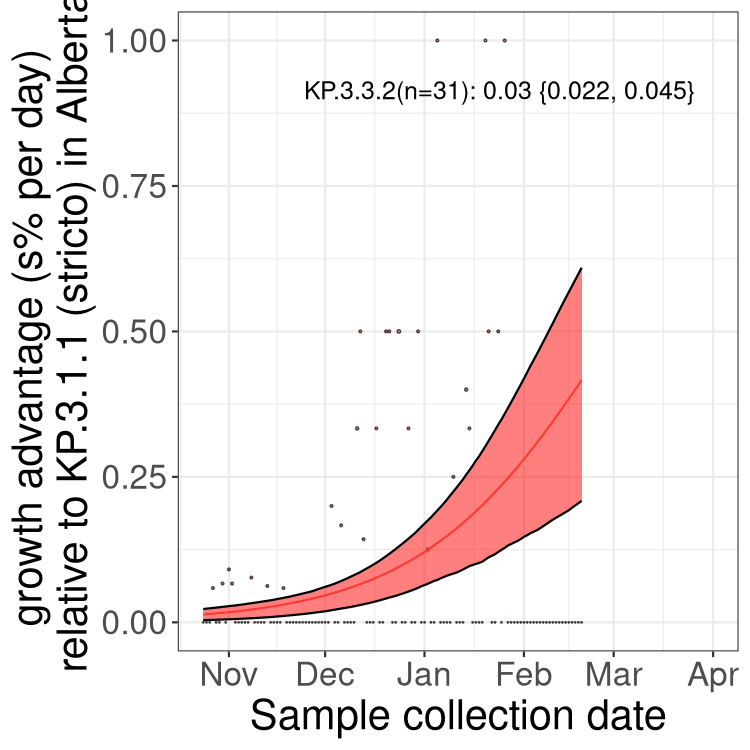 growth advantage (s% per day)
relative to KP.3.1.1 (stricto) in Alberta
1.00
0.75
0.50
0.25
0.00
KP.3.3.2(n=31): 0.03 {0.022, 0.045}
Nov Dec Jan Feb Mar Apr
Sample collection date